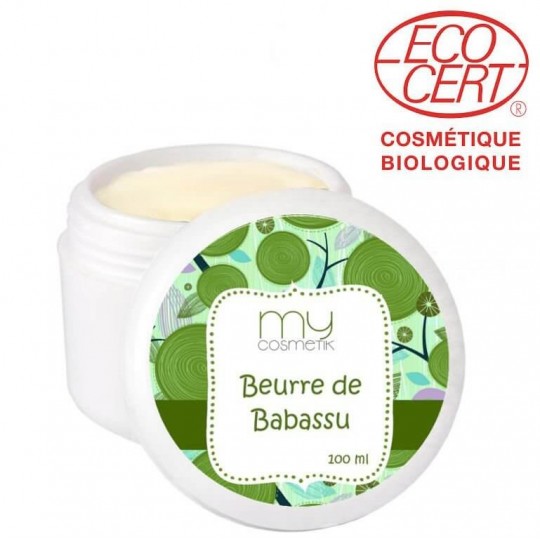 ECO
CERT
®
COSMÉTIQUE
BIOLOGIQUE
my
cosmetik
Beurre de
Babassu
100 ml